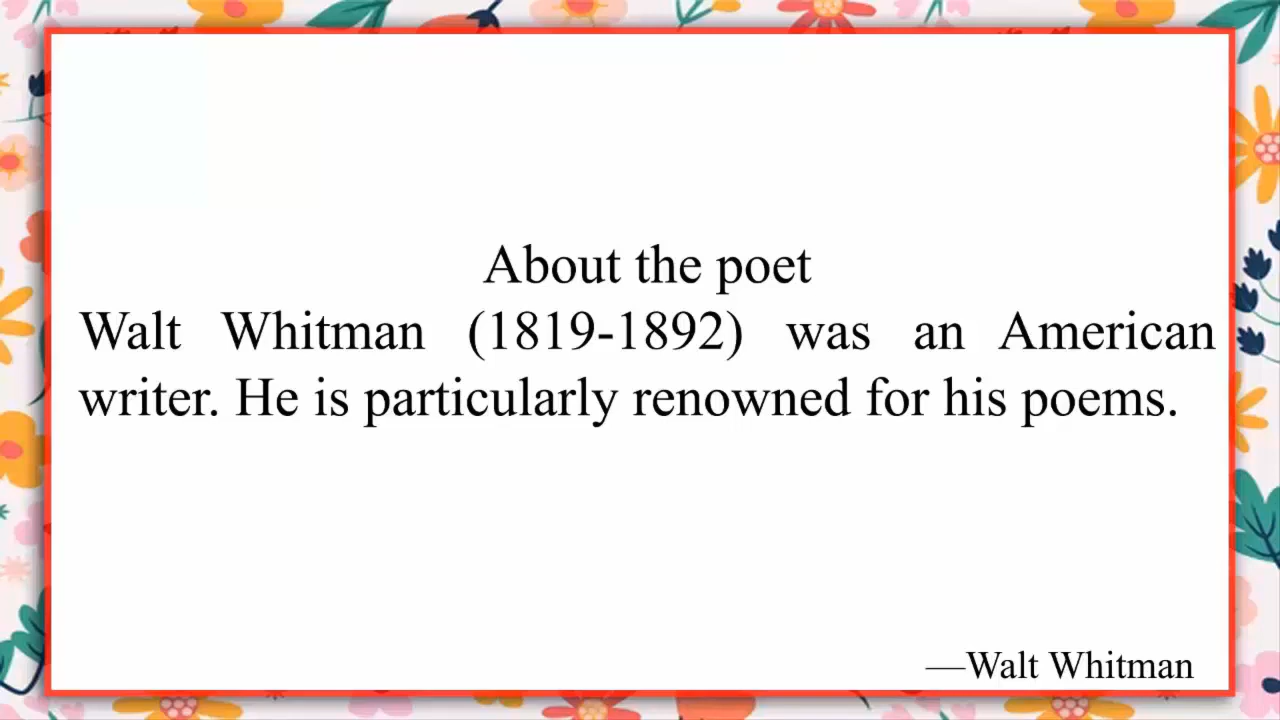 About the poet
Walt Whitman (1819-1892) was an American
writer. He is particularly renowned for his poems.
—Walt Whitman